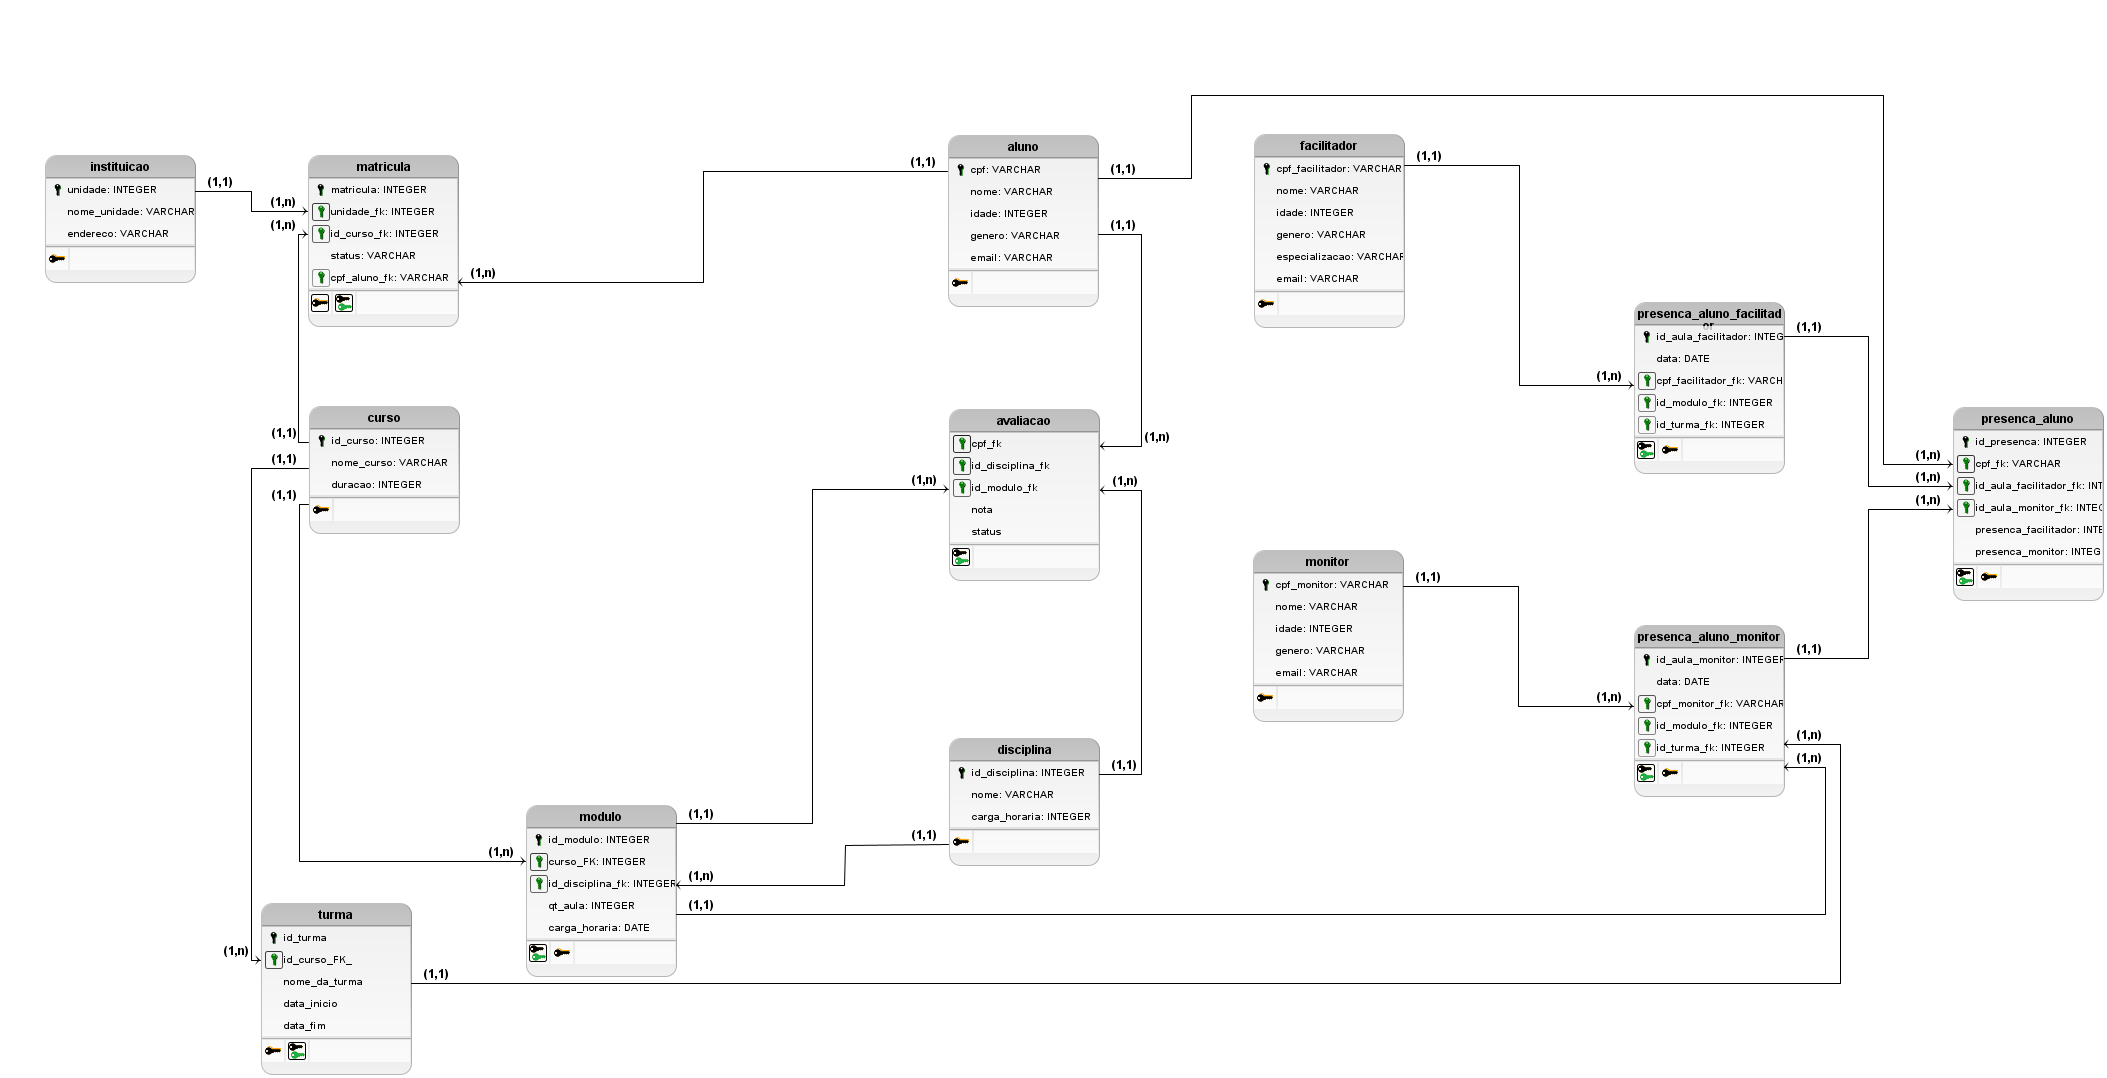 instituicao
unidade: INTEGER
nome_unidade: VARCHAR
endereco: VARCHAR
(1,1)
(1,n)
(1,n)
matricula
matricula: INTEGER
unidade_fk: INTEGER
id_curso_fk: INTEGER
status: VARCHAR
cpf_aluno_fk: VARCHAR
(1,n)
(1,1)
aluno
cpf: VARCHAR
nome: VARCHAR
idade: INTEGER
genero: VARCHAR
email: VARCHAR
(1,1)
(1,1)
facilitador
cpf_facilitador: VARCHAR
nome: VARCHAR
idade: INTEGER
genero: VARCHAR
especializacao: VARCHAR
email: VARCHAR
(1,1)
(1,n)
presenca_aluno_facilitad
or
id_aula_facilitador: INTEG
data: DATE
cpf_facilitador_fk: VARCH
id_modulo_fk: INTEGER
id_turma_fk: INTEGER
(1,1)
(1,n)
(1,n)
(1,n)
presenca_aluno
id_presenca: INTEGER
cpf_fk: VARCHAR
id_aula_facilitador_fk: INT
id_aula_monitor_fk: INTEG
presenca_facilitador: INTE
presenca_monitor: INTEG
(1,1)
(1,1)
(1,1)
curso
id_curso: INTEGER
nome_curso: VARCHAR
duracao: INTEGER
(1,n)
avaliacao
cpf_fk
id_disciplina_fk
id_modulo_fk
nota
status
(1,n)
(1,n)
monitor
cpf_monitor: VARCHAR
nome: VARCHAR
idade: INTEGER
genero: VARCHAR
email: VARCHAR
(1,1)
(1,n)
presenca_aluno_monitor
id_aula_monitor: INTEGER
data: DATE
cpf_monitor_fk: VARCHAR
id_modulo_fk: INTEGER
id_turma_fk: INTEGER
(1,1)
(1,n)
(1,n)
disciplina
id_disciplina: INTEGER
nome: VARCHAR
carga_horaria: INTEGER
(1,1)
(1,1)
(1,n)
modulo
id_modulo: INTEGER
curso_FK: INTEGER
id_disciplina_fk: INTEGER
qt_aula: INTEGER
carga_horaria: DATE
(1,1)
(1,n)
(1,1)
(1,n)
turma
id_turma
id_curso_FK_
nome_da_turma
data_inicio
data_fim
(1,1)